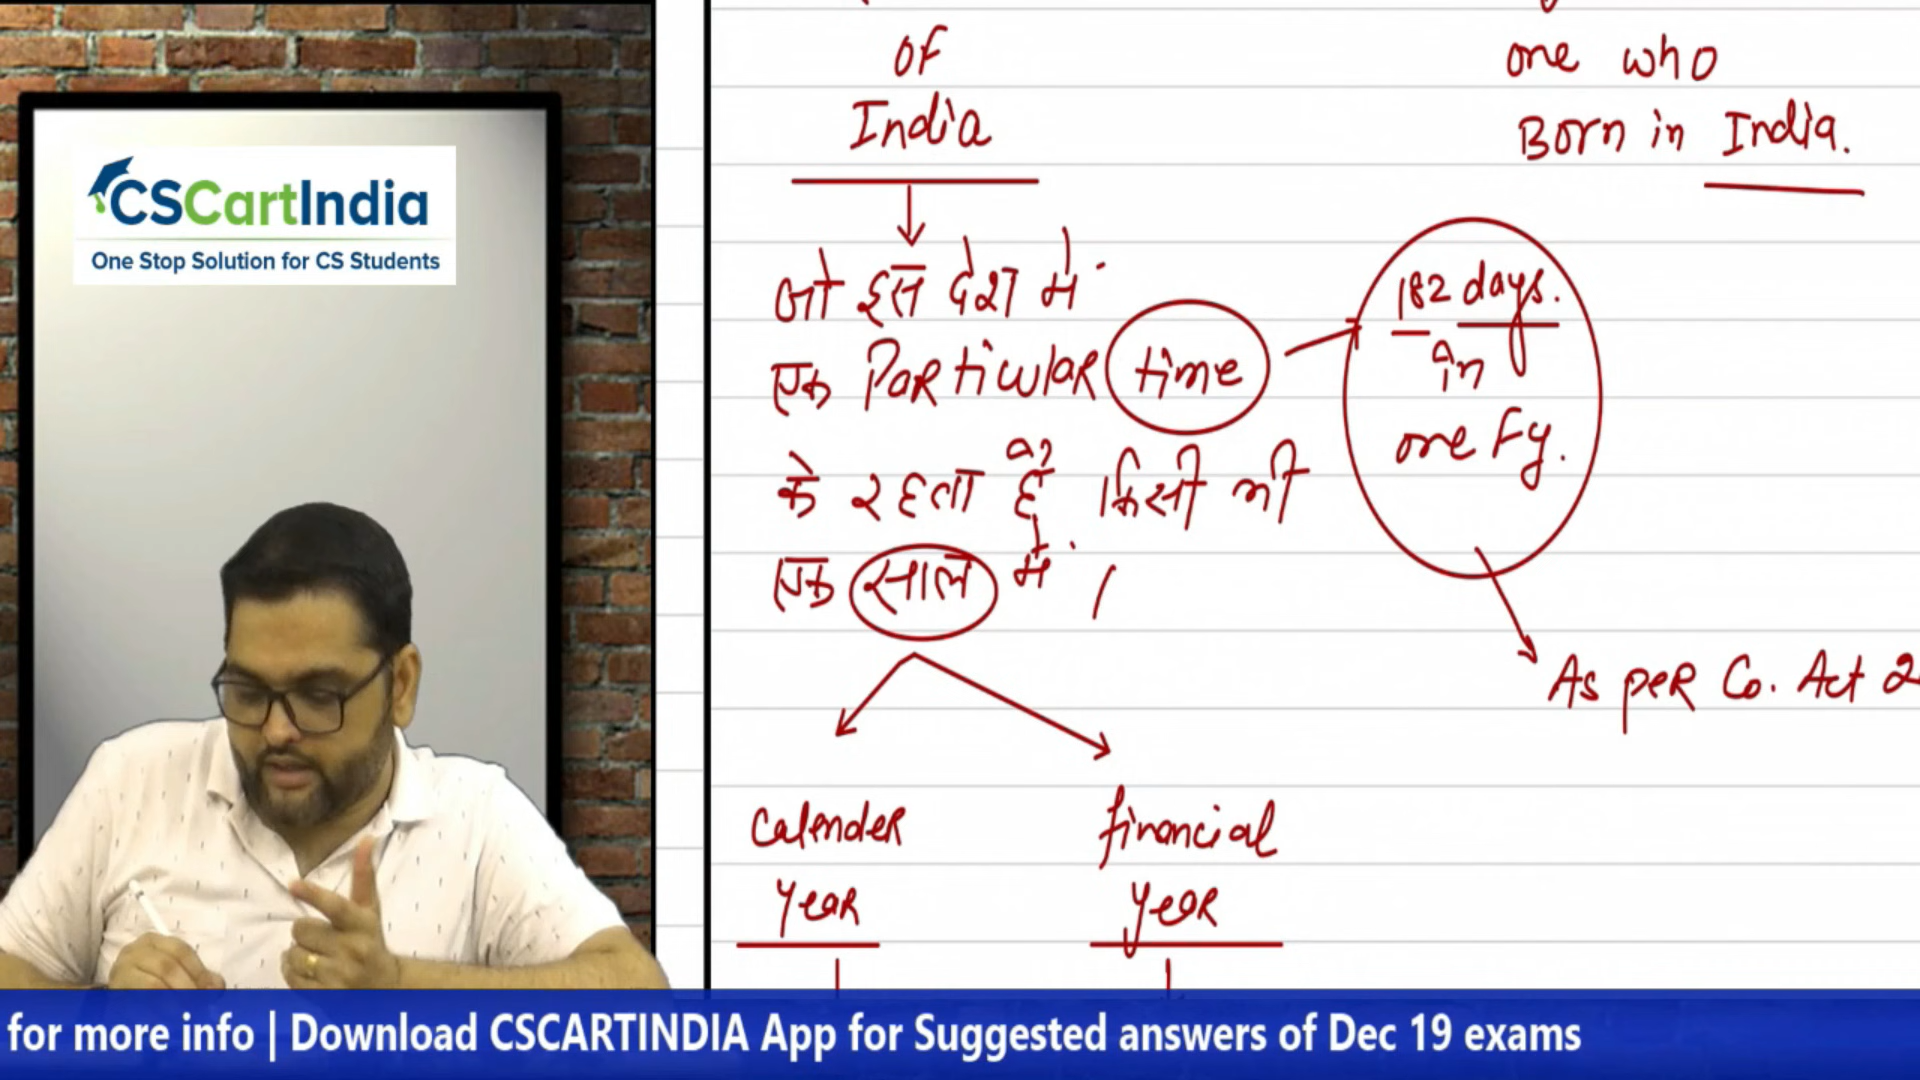 CSCartIndia
One Stop Solution for CS Students
of
India
जो इस देश में
एक Particular time
के रहता है किसी भी
एक साल में
calender
year
financial
year
one who
Born in India.
182 days.
in
one Fy.
As per Co. Act 2
for more info | Download CSCARTINDIA App for Suggested answers of Dec 19 exams